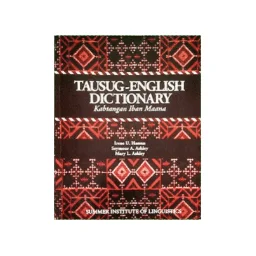 TAUSUG-ENGLISH
DICTIONARY
Kabtangan Iban Maana
Irene U. Hassan
Seymour A. Ashley
Mary L. Ashley
SUMMER INSTITUTE OF LINGUISTICS